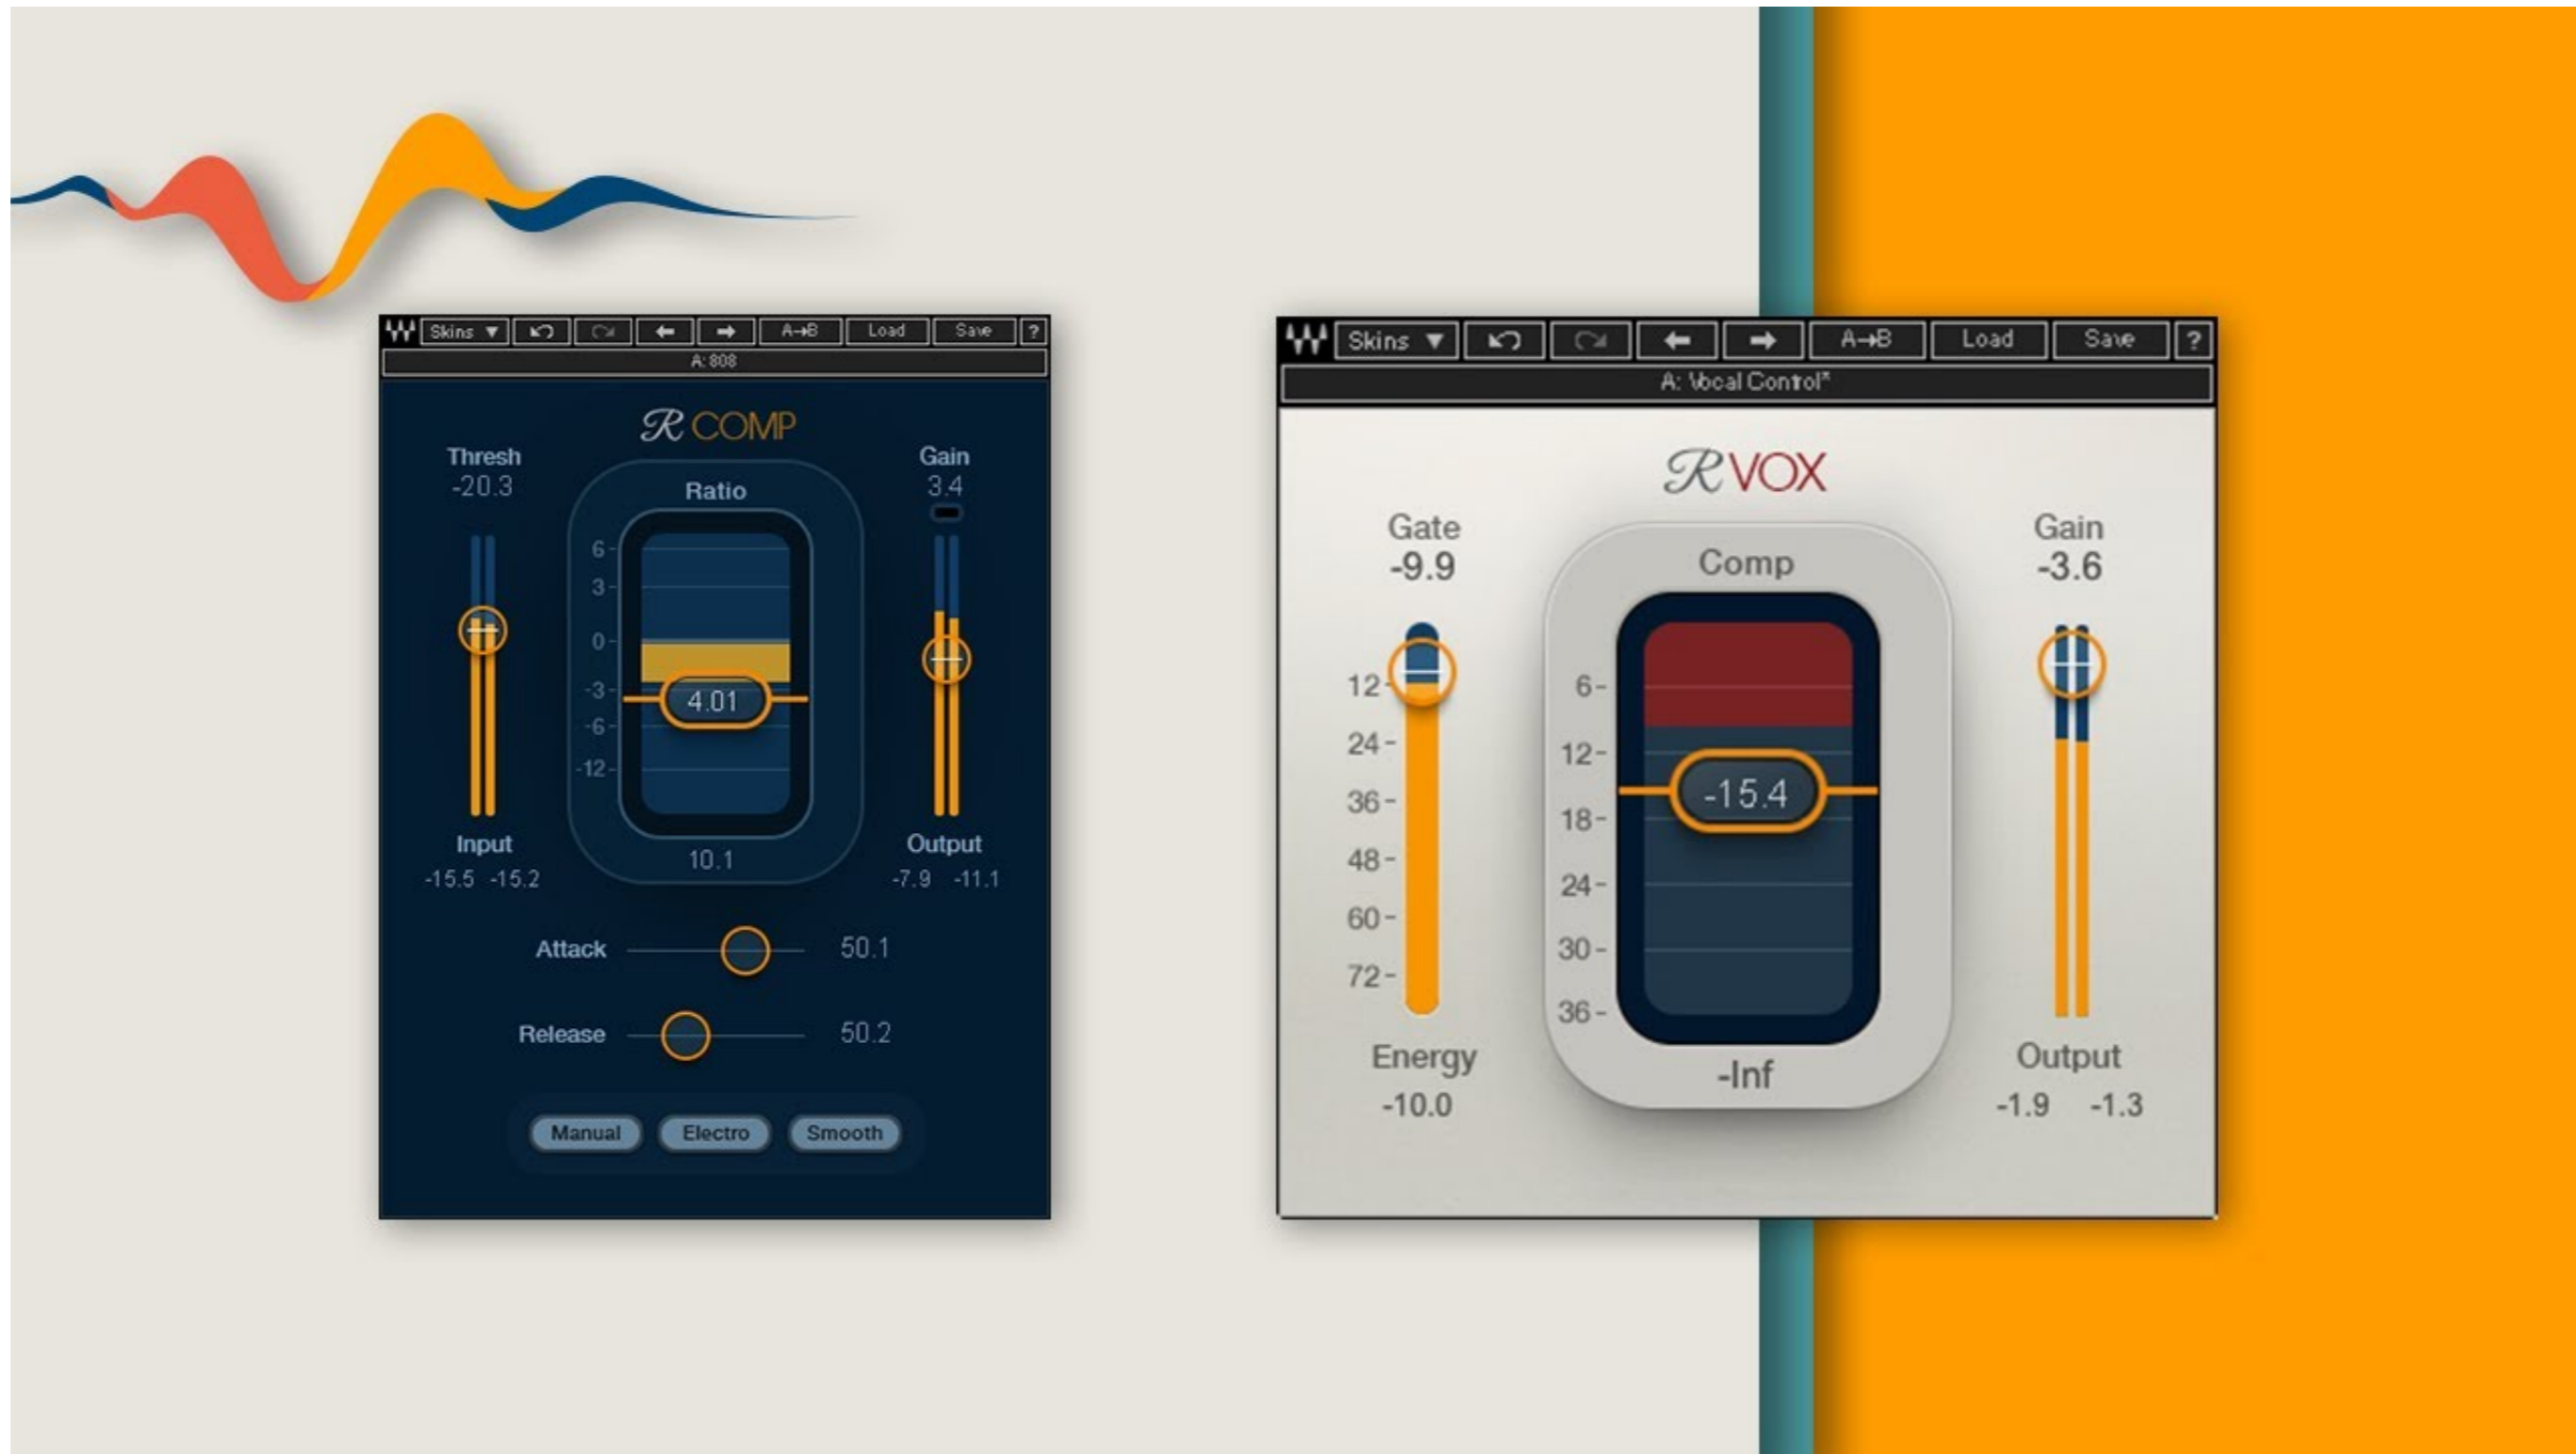 Skins ▼ A→B Load Save ?
A: 808
R COMP
Thresh
-20.3
Ratio
Gain
3.4
6
3
0
-3
-6
-12
4.01
10.1
Input
-15.5 -15.2
Output
-7.9 -11.1
Attack 50.1
Release 50.2
Manual Electro Smooth
Skins ▼ A→B Load Save ?
A: Vocal Control*
R VOX
Gate
-9.9
Comp
Gain
-3.6
12
24
36
48
60
72
6
12
18
24
30
36
-15.4
-Inf
Energy
-10.0
Output
-1.9 -1.3